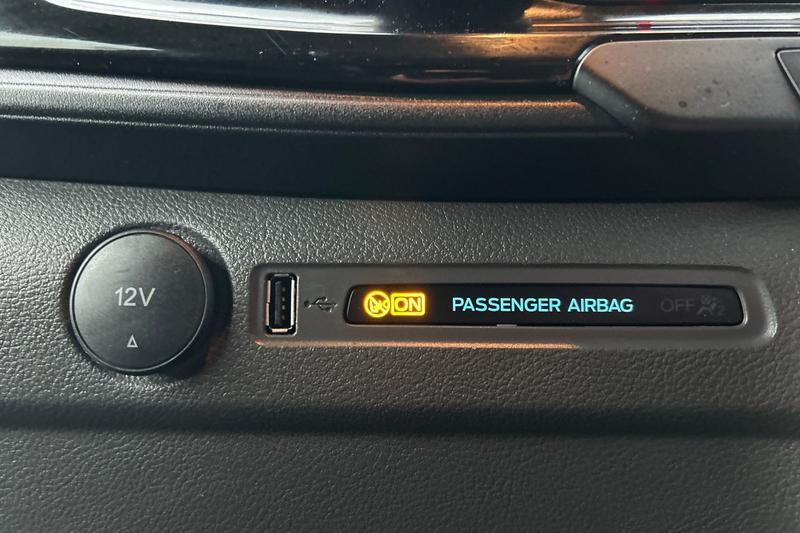 12V
ON PASSENGER AIRBAG OFF